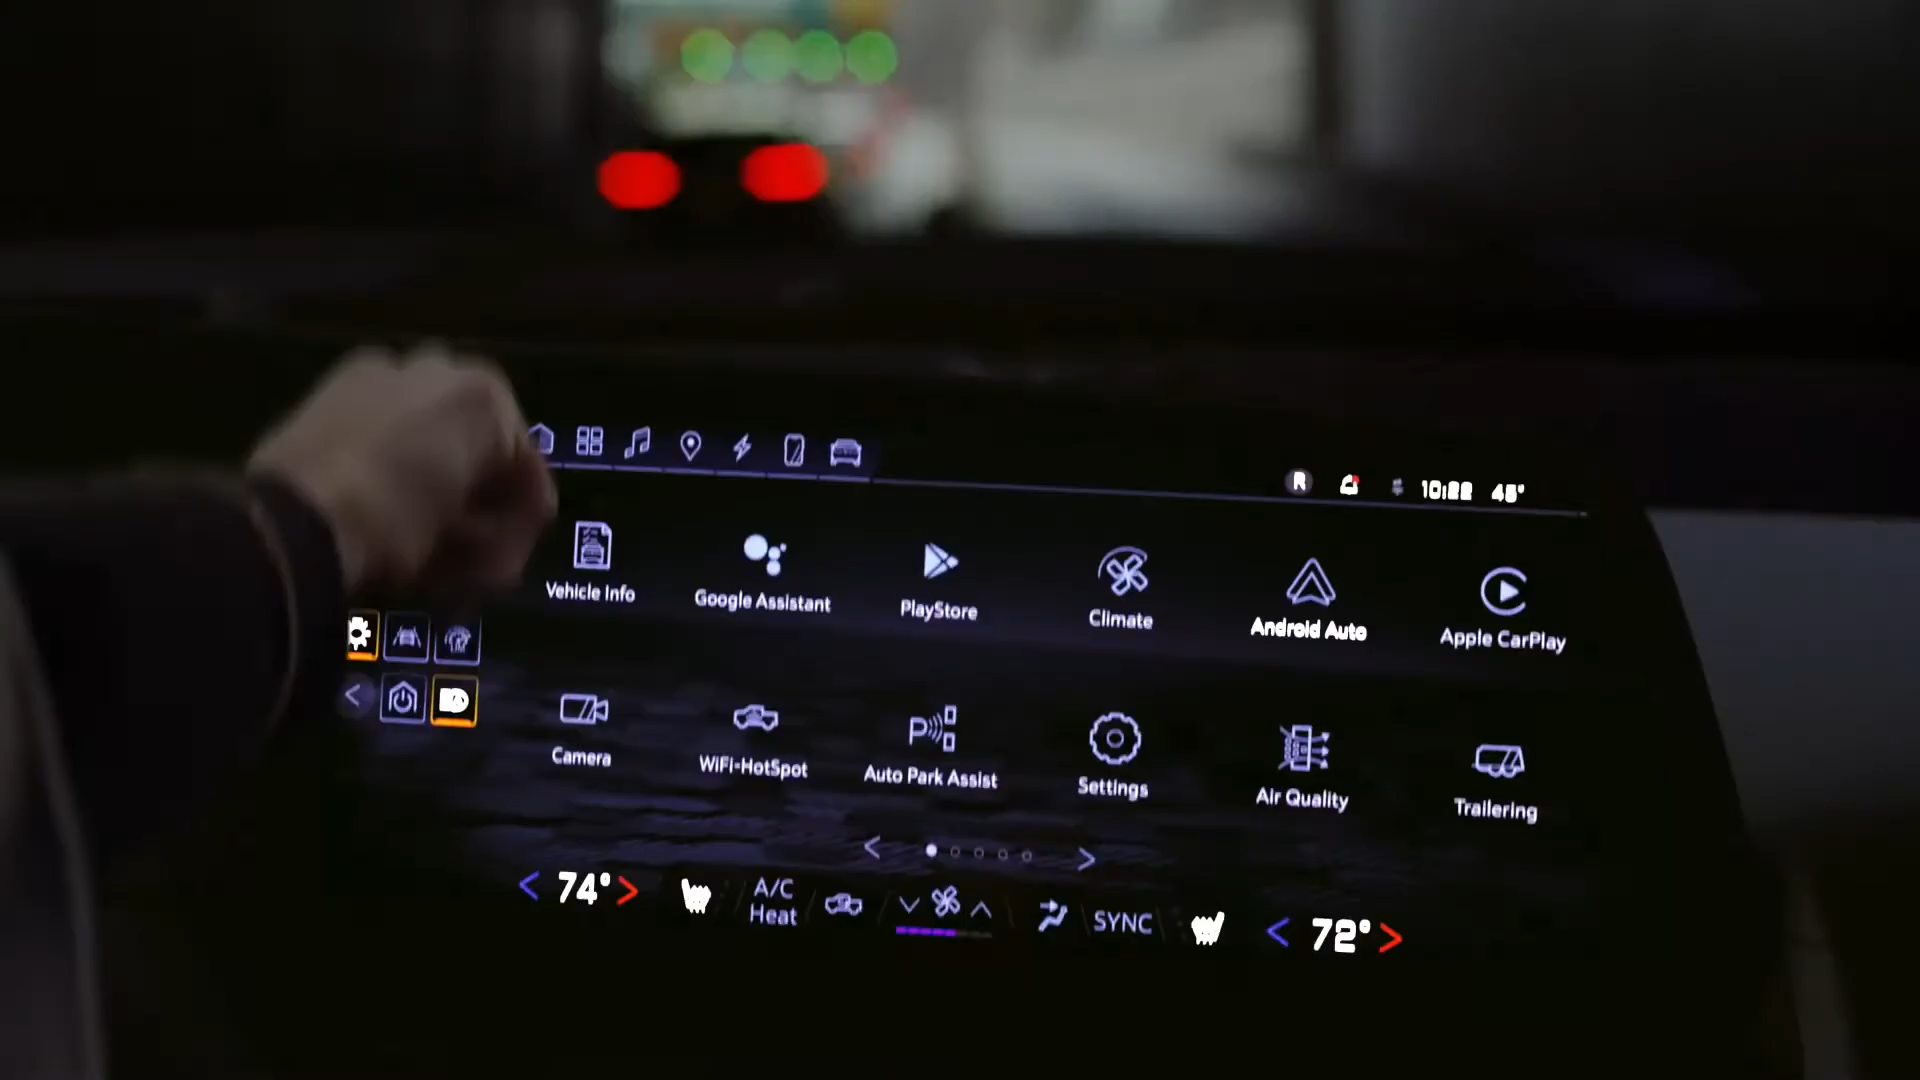 R 10:22 45°
Vehicle Info
Google Assistant
PlayStore
Climate
Android Auto
Apple CarPlay
Camera
WiFi-HotSpot
P
Auto Park Assist
Settings
Air Quality
Trailering
74°
A/C
Heat
SYNC
72°